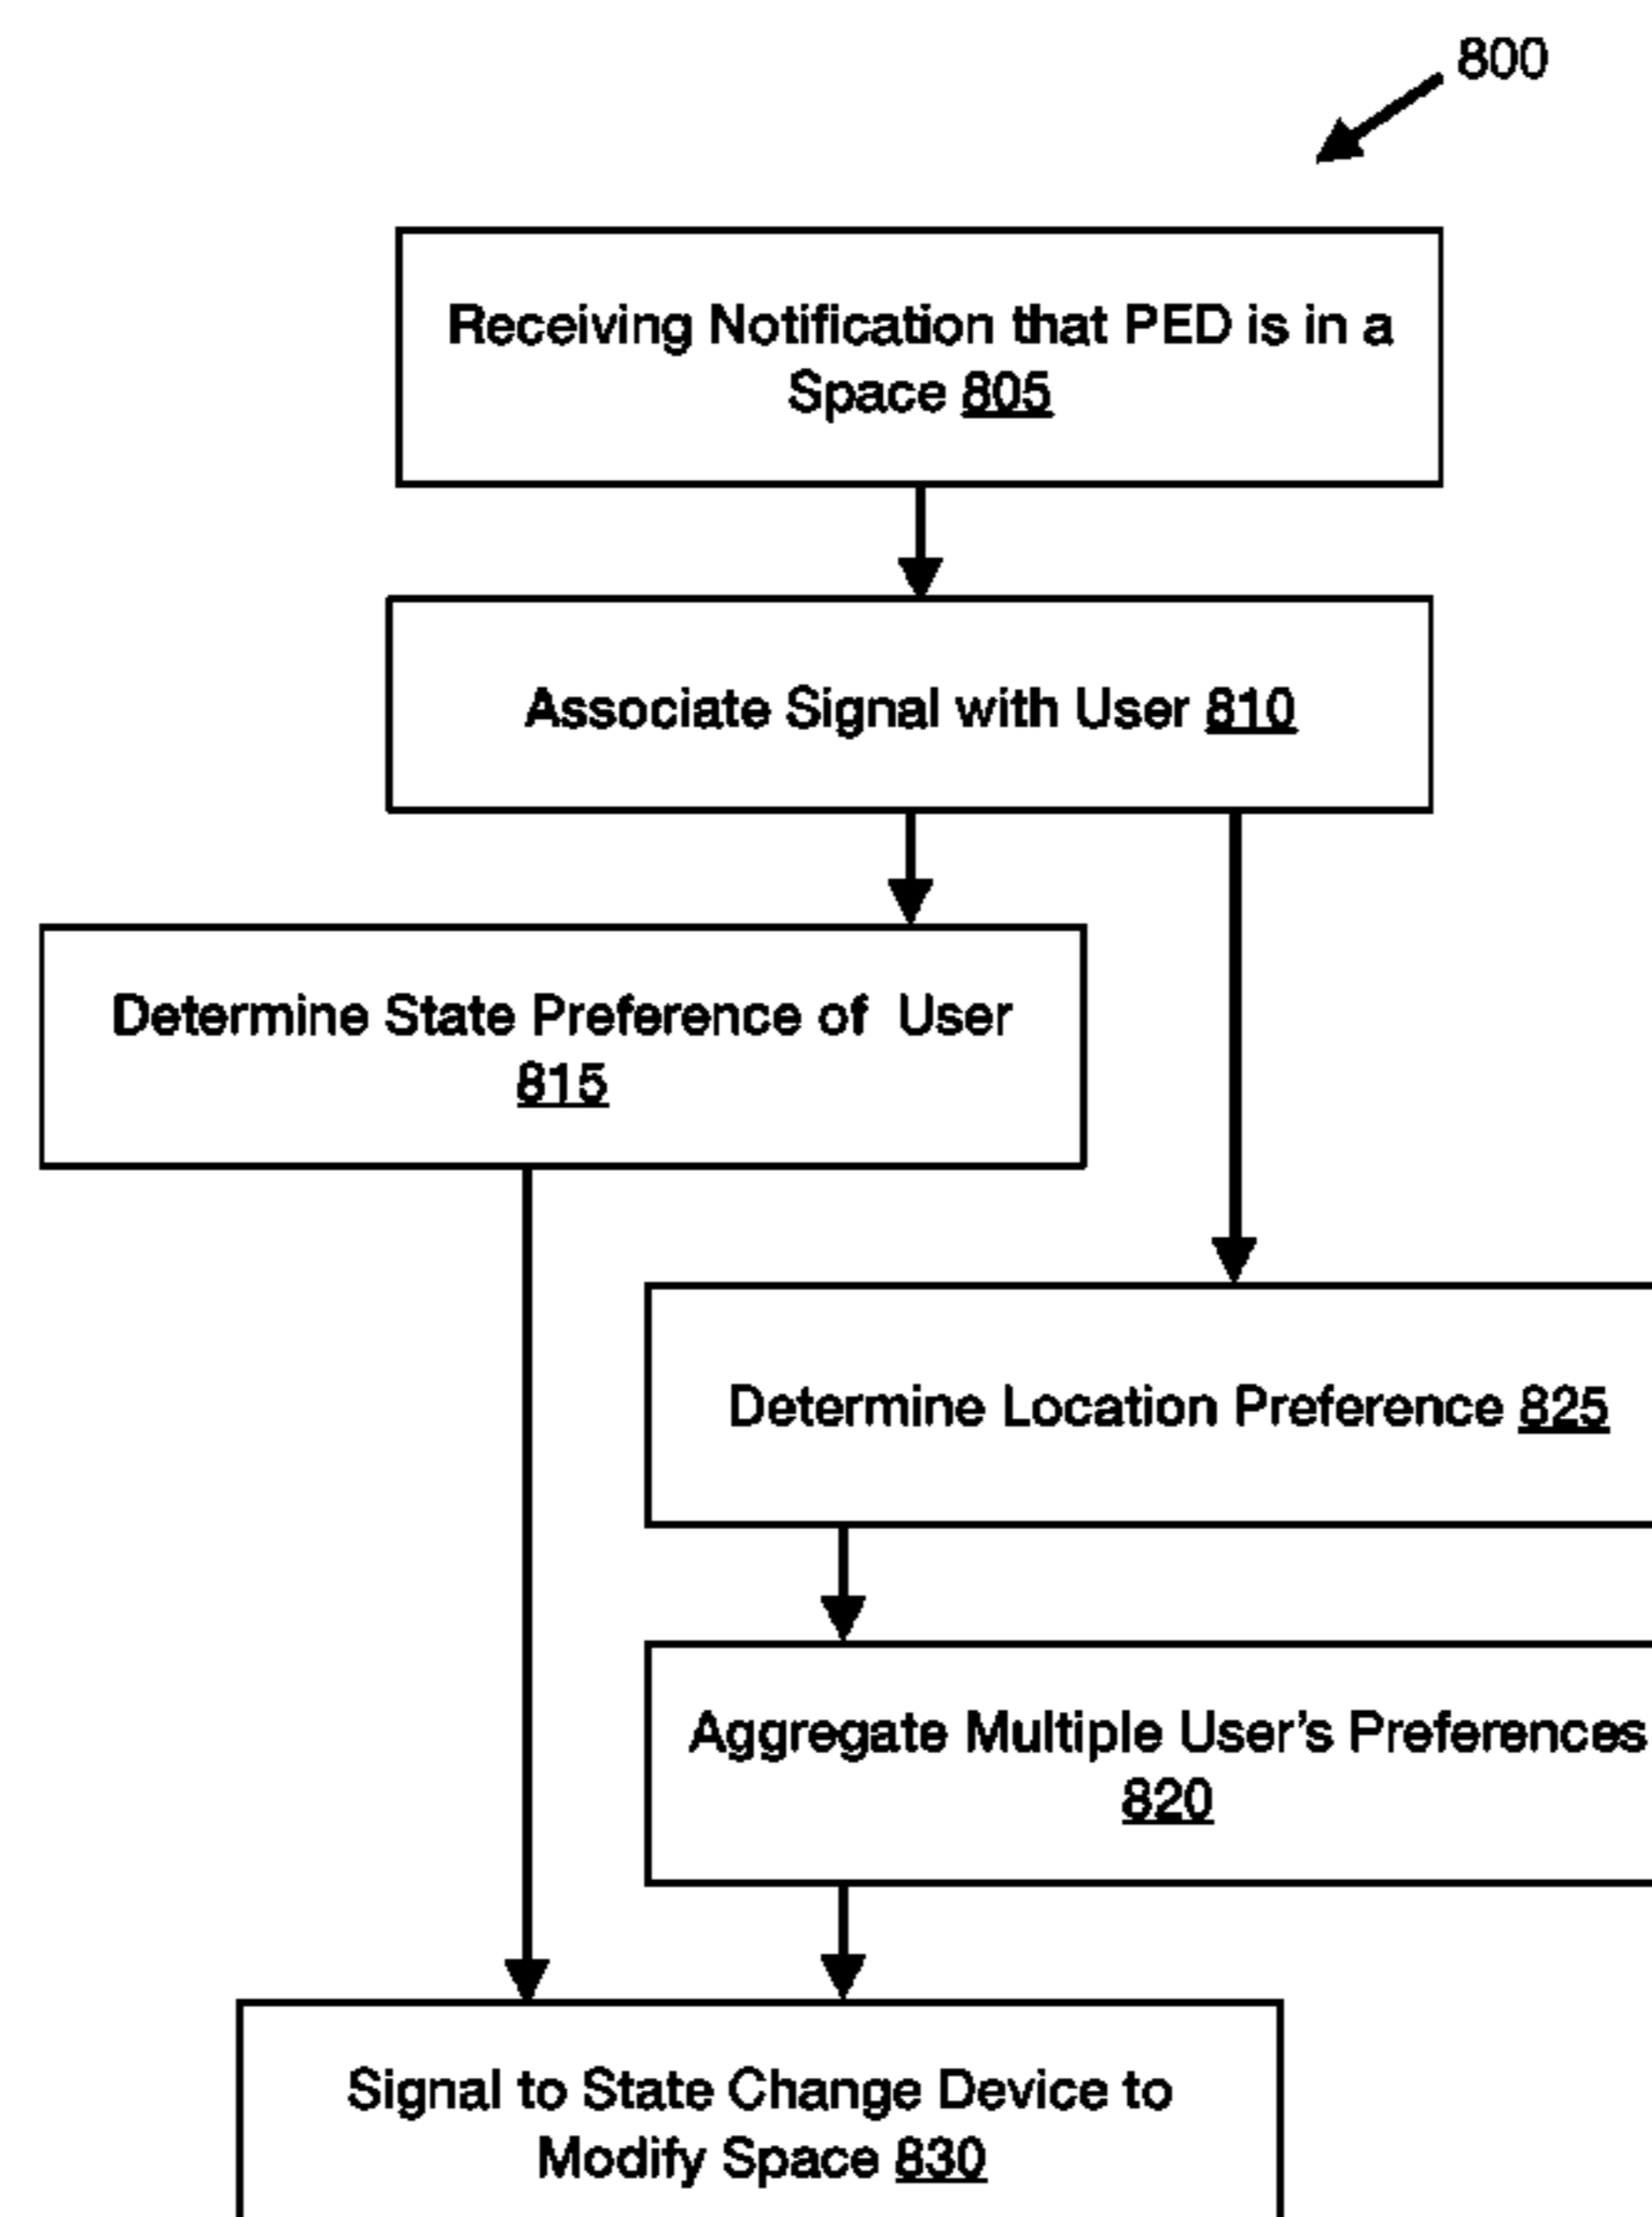 800
Receiving Notification that PED is in a
Space 805
Associate Signal with User 810
Determine State Preference of User
815
Determine Location Preference 825
Aggregate Multiple User's Preferences
820
Signal to State Change Device to
Modify Space 830